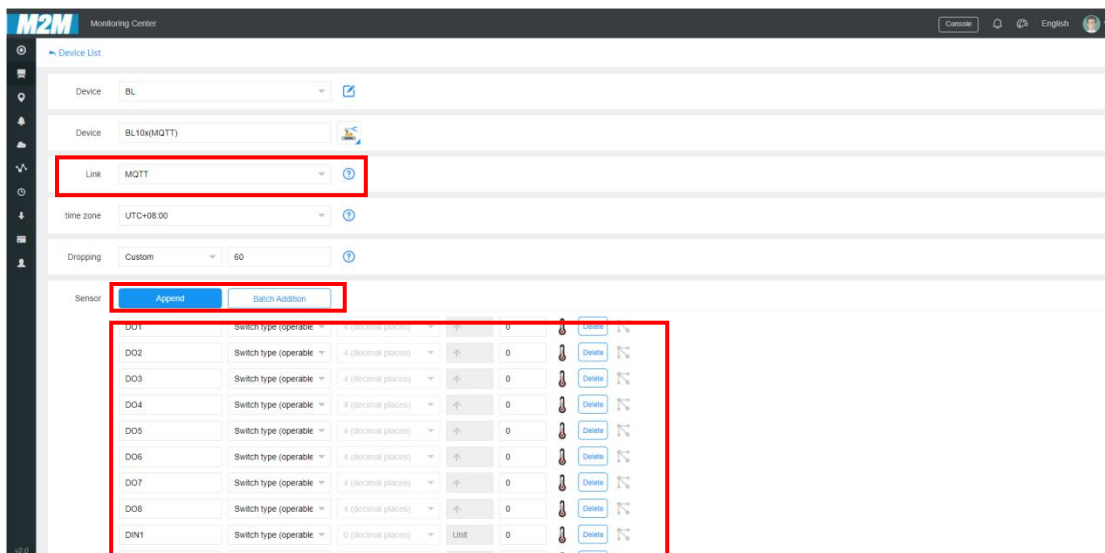 M2M Monitoring Center Console English
Device List
Device BL
Device BL10x(MQTT)
Link MQTT
time zone UTC+08:00
Dropping Custom 60
Sensor Append Batch Addition
DO1 Switch type (operable 4 (decimal places) 0 Delete
DO2 Switch type (operable 4 (decimal places) 0 Delete
DO3 Switch type (operable 4 (decimal places) 0 Delete
DO4 Switch type (operable 4 (decimal places) 0 Delete
DO5 Switch type (operable 4 (decimal places) 0 Delete
DO6 Switch type (operable 4 (decimal places) 0 Delete
DO7 Switch type (operable 4 (decimal places) 0 Delete
DO8 Switch type (operable 4 (decimal places) 0 Delete
DIN1 Switch type (operable 0 (decimal places) Unit 0 Delete
v2.0